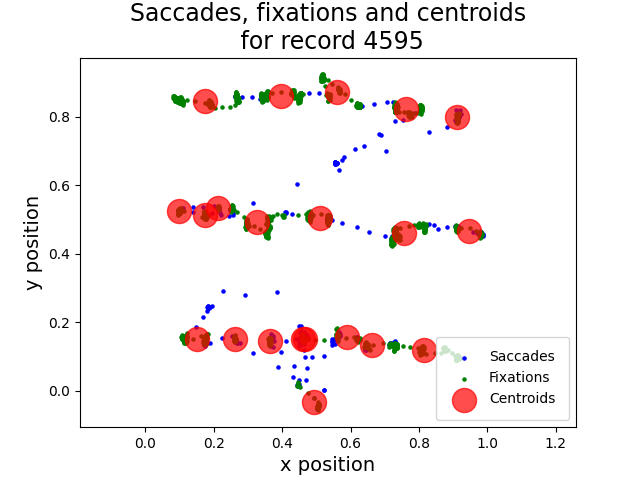 Saccades, fixations and centroids
for record 4595
0.8
0.6
0.4
0.2
0.0
y position
Saccades
Fixations
Centroids
0.0 0.2 0.4 0.6 0.8 1.0 1.2
x position